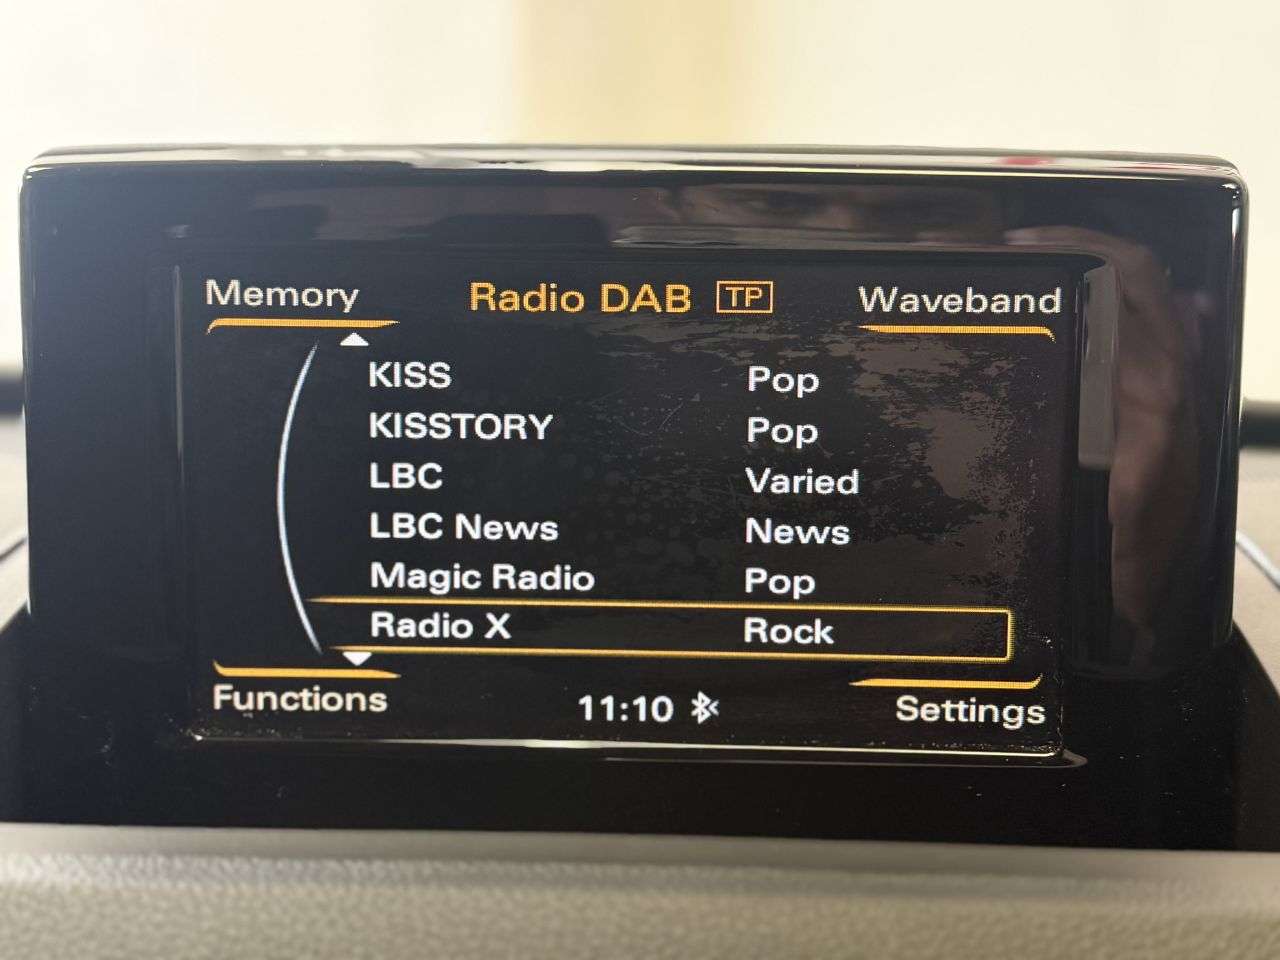 Memory Radio DAB TP Waveband
KISS Pop
KISSTORY Pop
LBC Varied
LBC News News
Magic Radio Pop
Radio X Rock
Functions 11:10 Settings